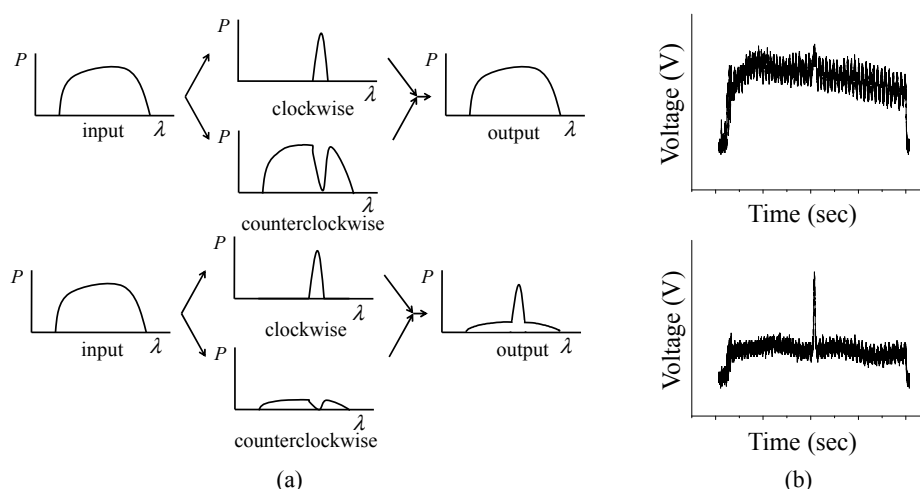 P
λ
clockwise
P
λ
input
P
λ
output
P
λ
counterclockwise
P
λ
clockwise
P
λ
input
P
λ
output
P
λ
counterclockwise
(a)
Voltage (V)
Time (sec)
Voltage (V)
Time (sec)
(b)